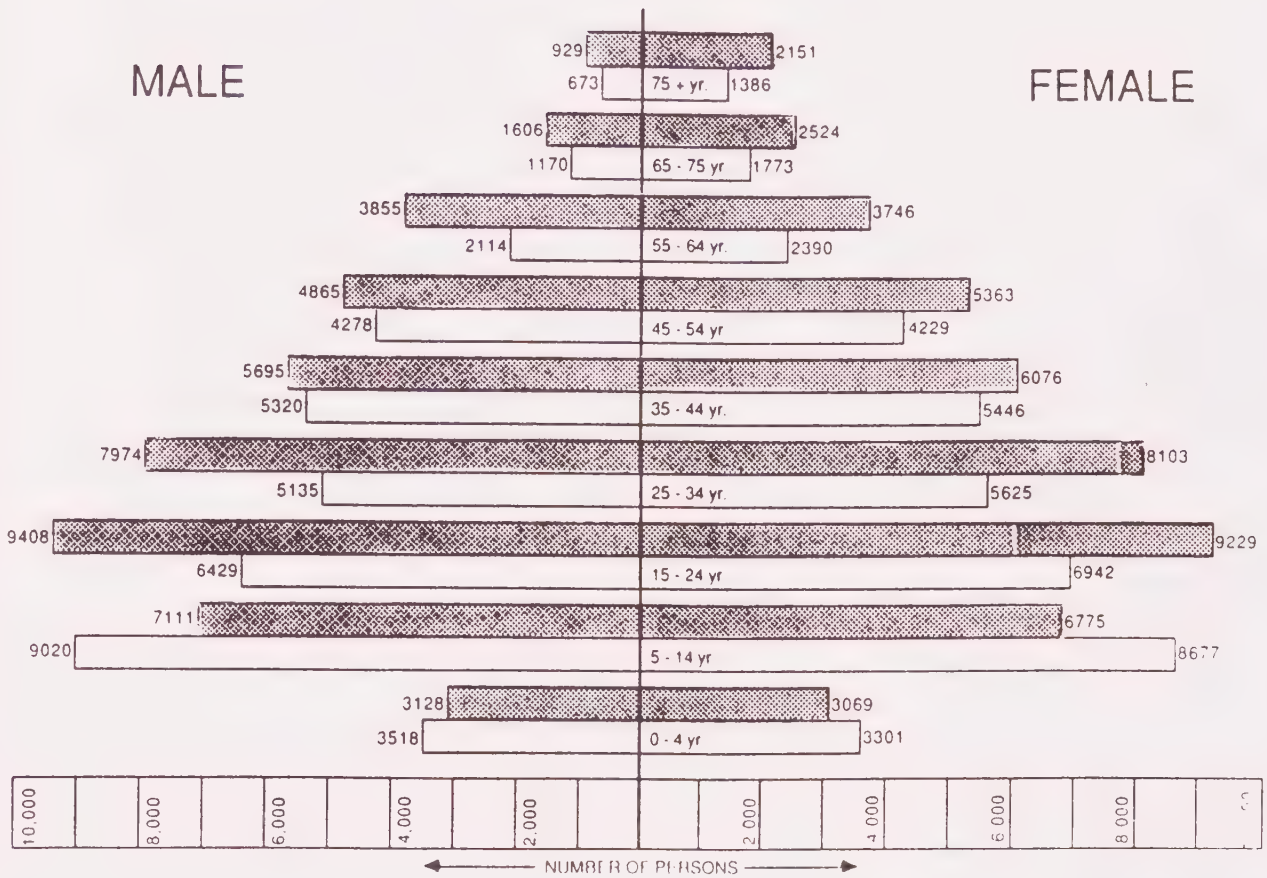 929 2151
MALE FEMALE
673 75 + yr. 1386
1606 2524
1170 65 - 75 yr 1773
3855 3746
2114 55 - 64 yr. 2390
4865 5363
4278 45 - 54 yr 4229
5695 6076
5320 35 - 44 yr. 5446
7974 8103
5135 25 - 34 yr. 5625
9408 9229
6429 15 - 24 yr 6942
7111 6775
9020 5 - 14 yr 8677
3128 3069
3518 0 - 4 yr 3301
10,000 8,000 6,000 4,000 2,000 2 000 4 000 6 000 8 000
NUMBER OF PERSONS